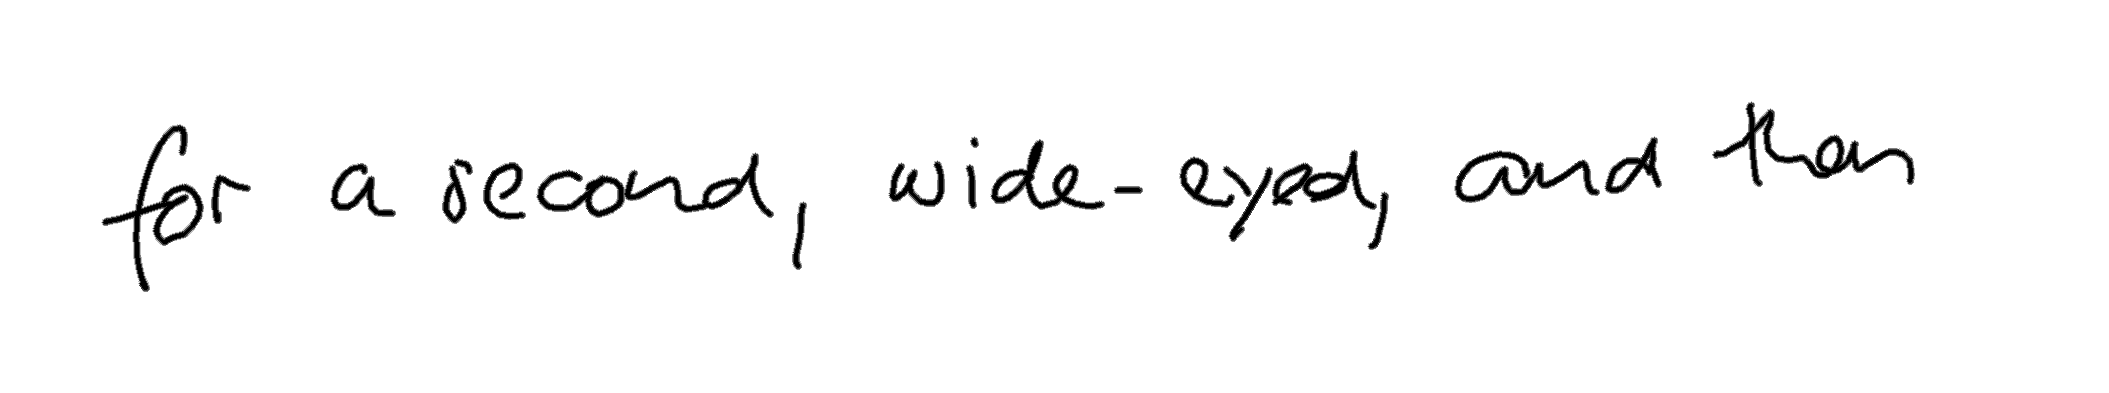 for a second, wide-eyed, and then